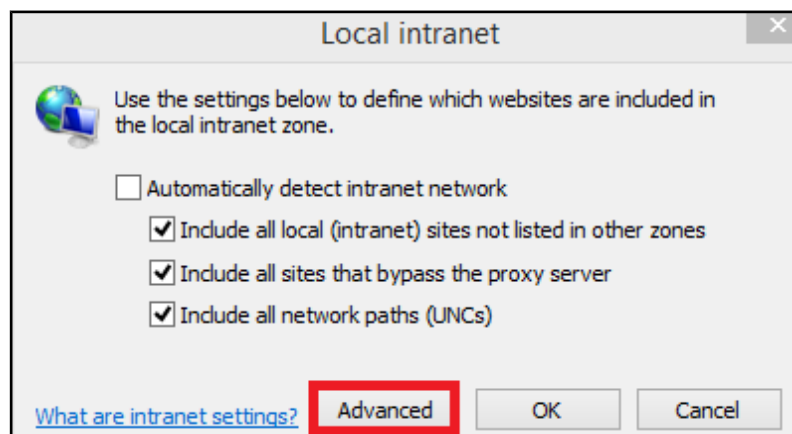 Local intranet
Use the settings below to define which websites are included in
the local intranet zone.
Automatically detect intranet network
Include all local (intranet) sites not listed in other zones
Include all sites that bypass the proxy server
Include all network paths (UNCs)
What are intranet settings? Advanced OK Cancel